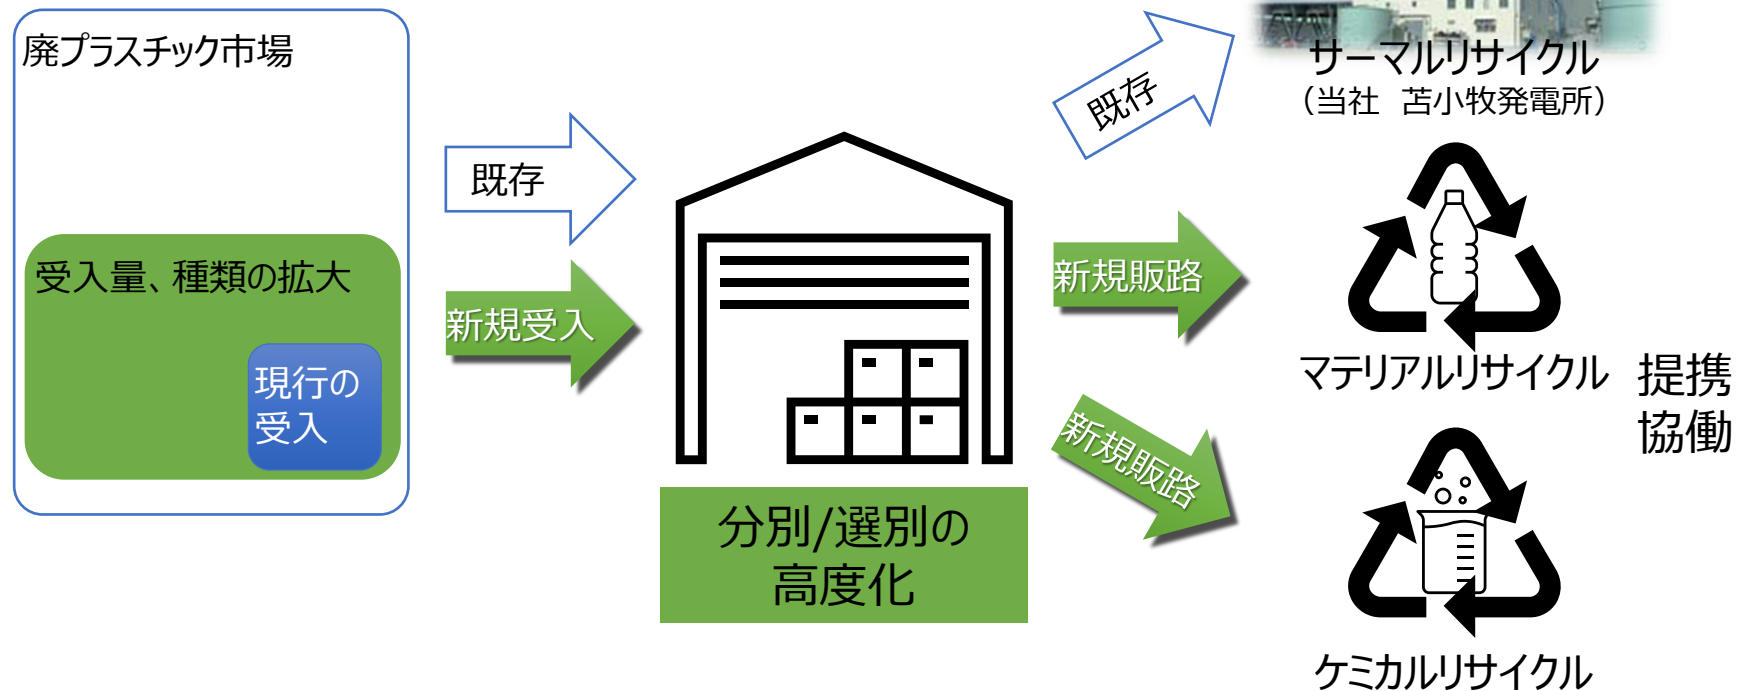 廃プラスチック市場
受入量、種類の拡大
現行の
受入
既存
新規受入
分別/選別の
高度化
既存
新規販路
新規販路
サーマルリサイクル
（当社　苫小牧発電所）
マテリアルリサイクル
ケミカルリサイクル
提携
協働